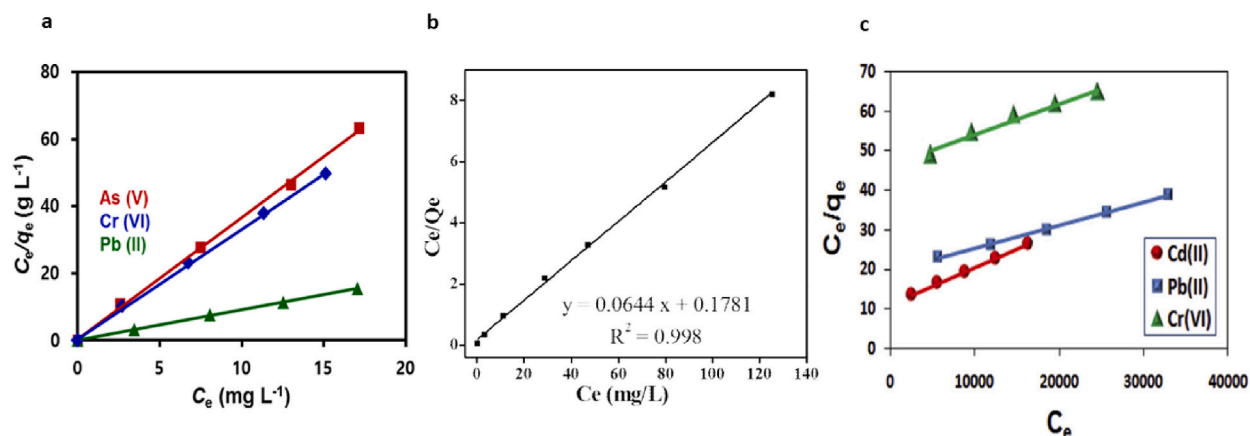 a
80
60
40
20
0
Ce/qe (g L-1)
As (V)
Cr (VI)
Pb (II)
0 5 10 15 20
Ce (mg L-1)
b
8
6
4
2
0
Ce/Qe
y = 0.0644 x + 0.1781
R2 = 0.998
0 20 40 60 80 100 120 140
Ce (mg/L)
c
70
60
50
40
30
20
10
0
Ce/qe
Cd(II)
Pb(II)
Cr(VI)
10000 20000 30000 40000
Ce